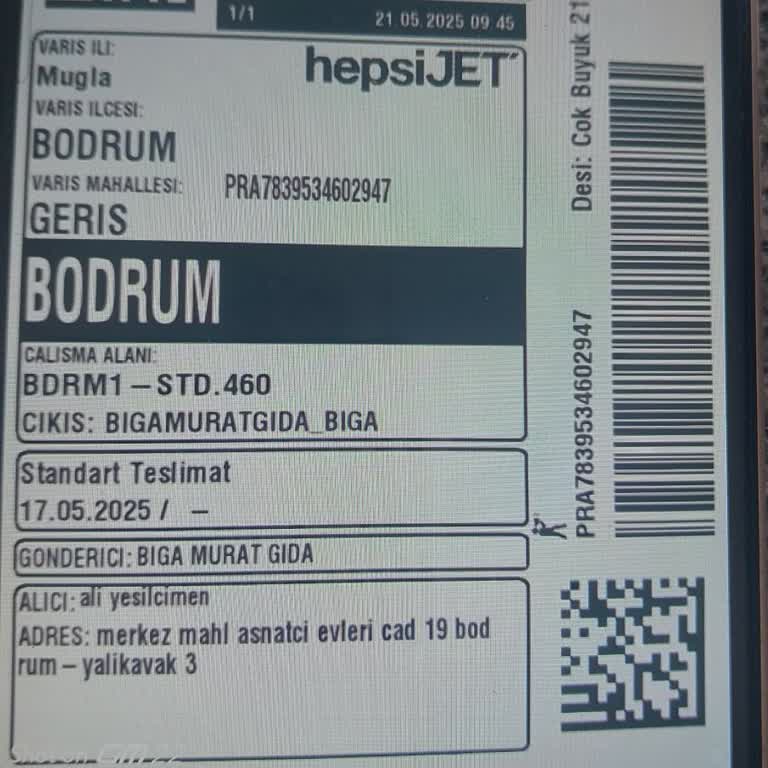 1/1
21.05.2025 09:45
VARIS ILI:
hepsiJET
Mugla
VARIS ILCESI:
BODRUM
VARIS MAHALLESI:
PRA7839534602947
GERIS
BODRUM
CALISMA ALANI:
BDRM1 – STD.460
CIKIS: BIGAMURATGIDA_BIGA
Standart Teslimat
17.05.2025 / –
GONDERICI: BIGA MURAT GIDA
ALICI: ali yesilcimen
ADRES: merkez mahl asnatci evleri cad 19 bod
rum – yalikavak 3
Desi: Cok Buyuk 21
PRA7839534602947
Shot on